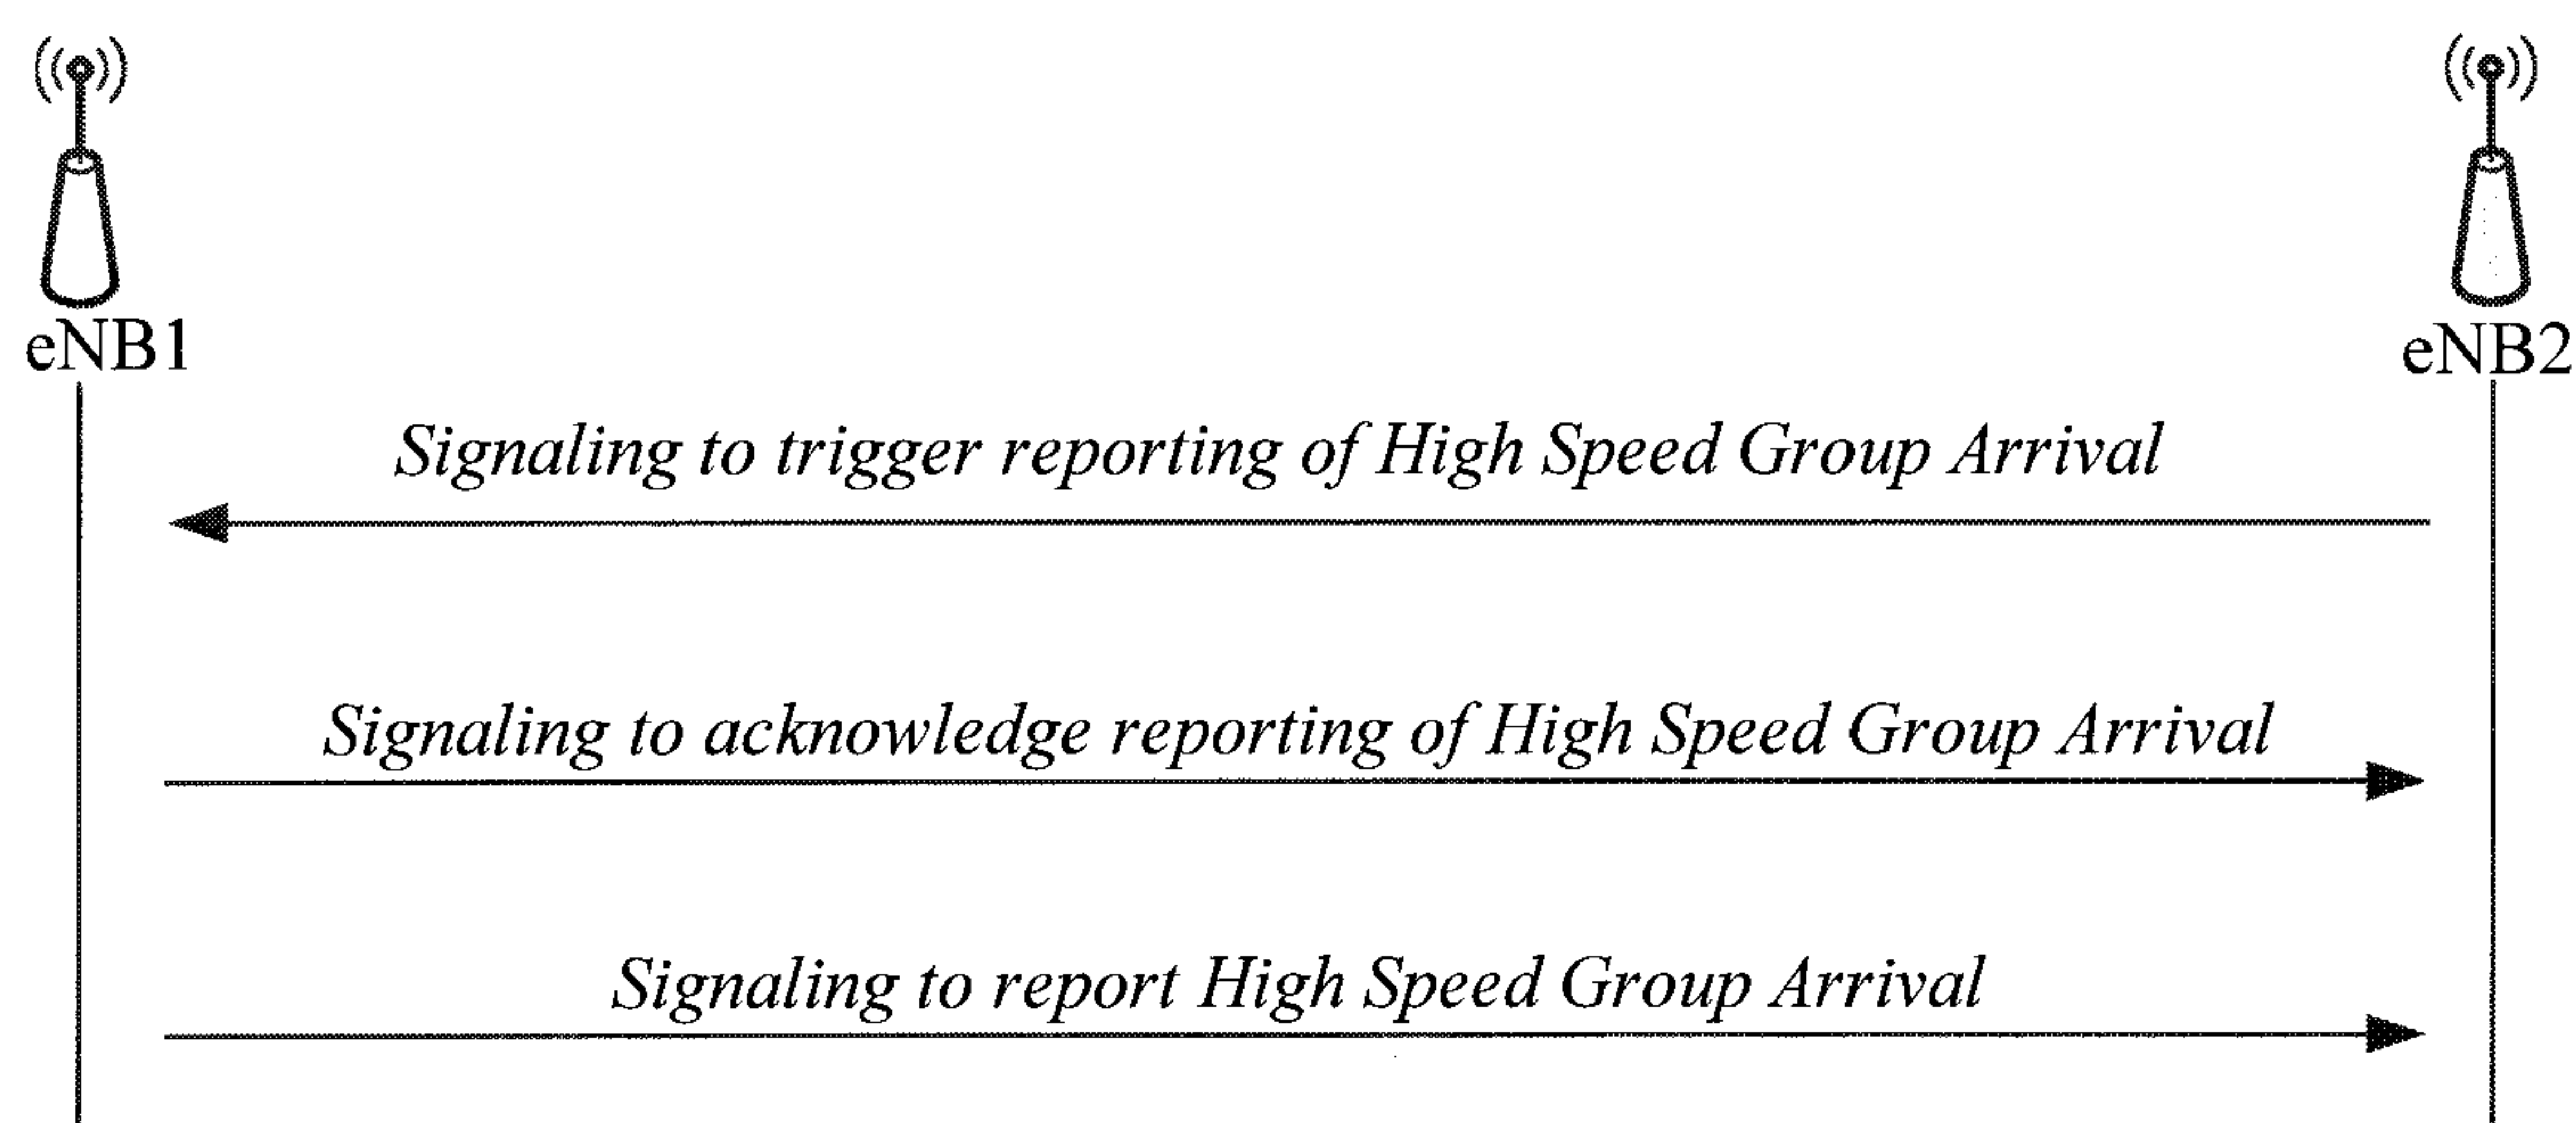 eNB1
eNB2
Signaling to trigger reporting of High Speed Group Arrival
Signaling to acknowledge reporting of High Speed Group Arrival
Signaling to report High Speed Group Arrival